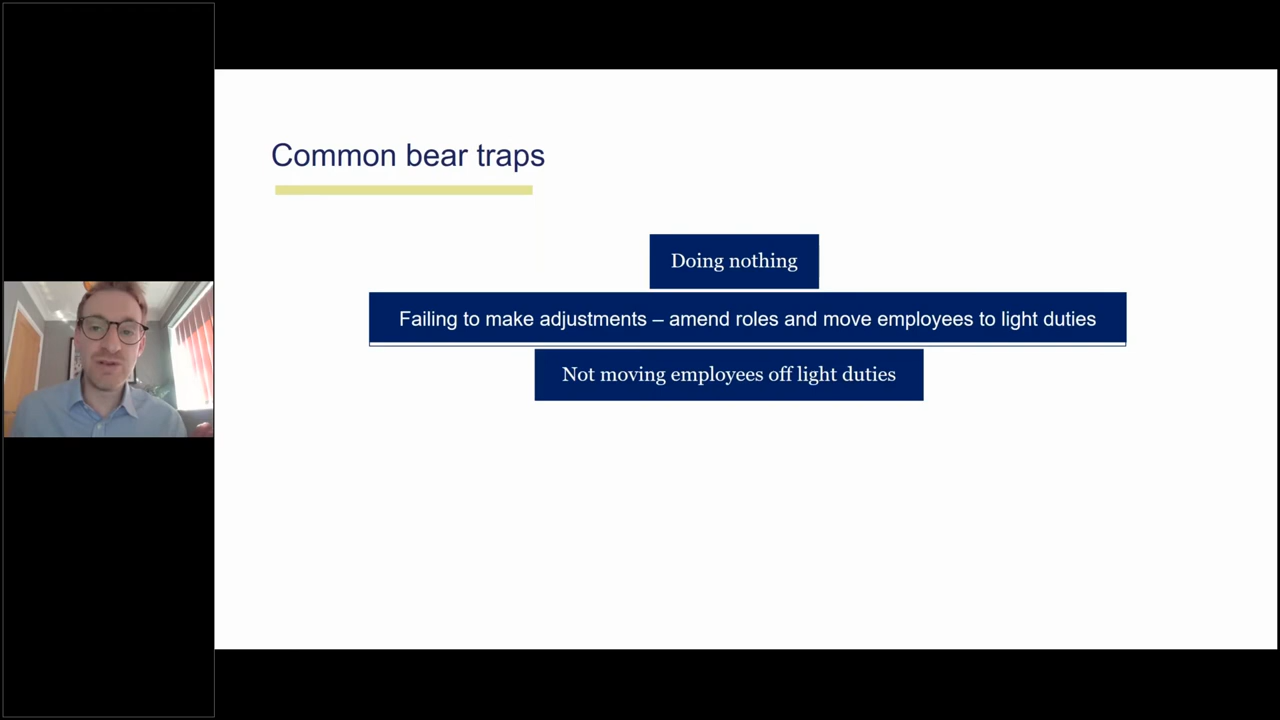 Common bear traps
Doing nothing
Failing to make adjustments – amend roles and move employees to light duties
Not moving employees off light duties